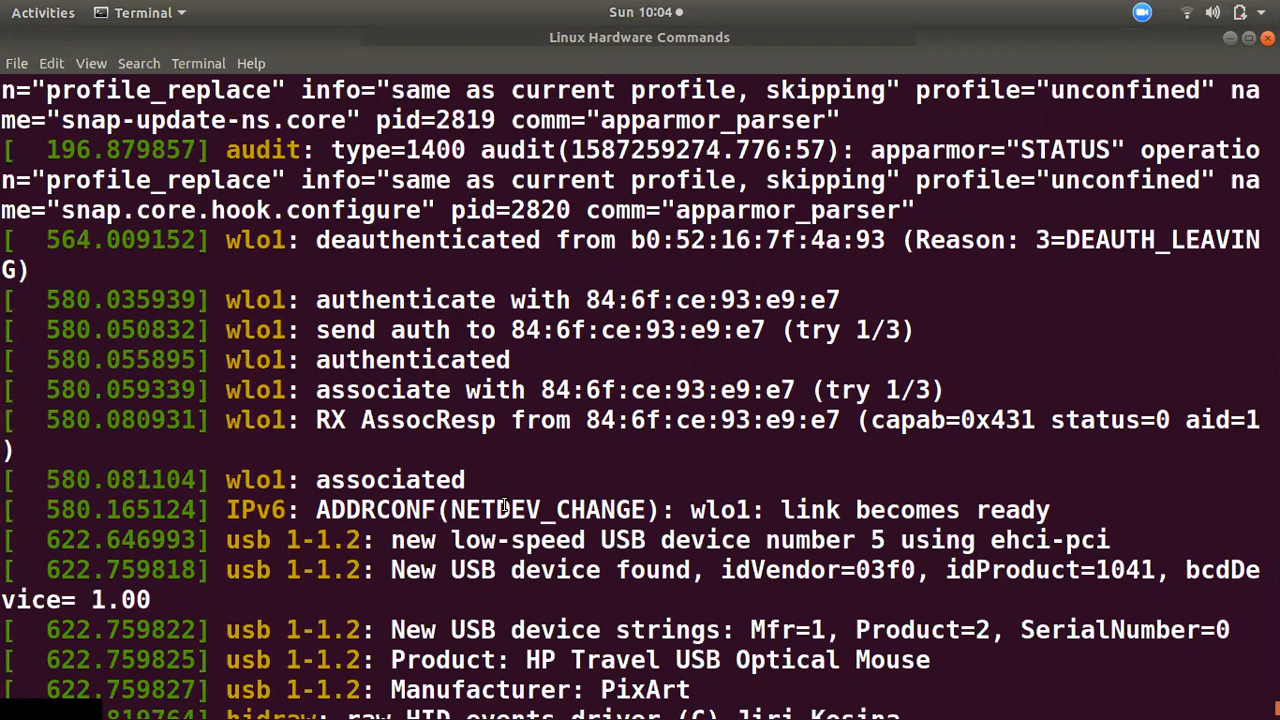 Activities Terminal Sun 10:04
Linux Hardware Commands
File Edit View Search Terminal Help
n="profile_replace" info="same as current profile, skipping" profile="unconfined" na
me="snap-update-ns.core" pid=2819 comm="apparmor_parser"
[  196.879857] audit: type=1400 audit(1587259274.776:57): apparmor="STATUS" operatio
n="profile_replace" info="same as current profile, skipping" profile="unconfined" na
me="snap.core.hook.configure" pid=2820 comm="apparmor_parser"
[  564.009152] wlo1: deauthenticated from b0:52:16:7f:4a:93 (Reason: 3=DEAUTH_LEAVIN
G)
[  580.035939] wlo1: authenticate with 84:6f:ce:93:e9:e7
[  580.050832] wlo1: send auth to 84:6f:ce:93:e9:e7 (try 1/3)
[  580.055895] wlo1: authenticated
[  580.059339] wlo1: associate with 84:6f:ce:93:e9:e7 (try 1/3)
[  580.080931] wlo1: RX AssocResp from 84:6f:ce:93:e9:e7 (capab=0x431 status=0 aid=1
)
[  580.081104] wlo1: associated
[  580.165124] IPv6: ADDRCONF(NETDEV_CHANGE): wlo1: link becomes ready
[  622.646993] usb 1-1.2: new low-speed USB device number 5 using ehci-pci
[  622.759818] usb 1-1.2: New USB device found, idVendor=03f0, idProduct=1041, bcdDe
vice= 1.00
[  622.759822] usb 1-1.2: New USB device strings: Mfr=1, Product=2, SerialNumber=0
[  622.759825] usb 1-1.2: Product: HP Travel USB Optical Mouse
[  622.759827] usb 1-1.2: Manufacturer: PixArt
.819764] hidraw: raw HID events driver (C) Jiri Kosina